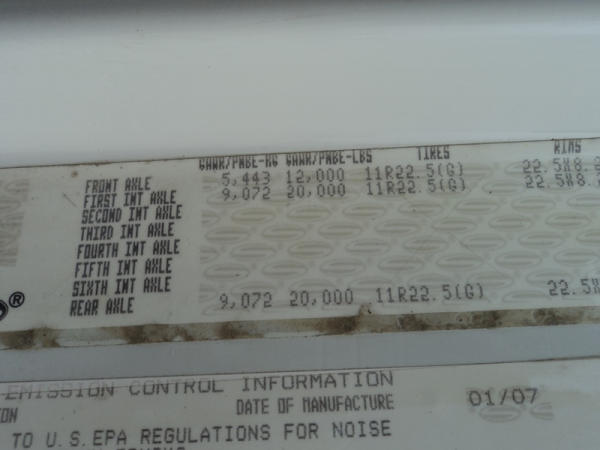 GAWR/PNBE-KG GAWR/PNBE-LBS TIRES RIMS
FRONT AXLE 5,443 12,000 11R22.5(G) 22.5X8.2
FIRST INT AXLE 9,072 20,000 11R22.5(G) 22.5X8.2
SECOND INT AXLE
THIRD INT AXLE
FOURTH INT AXLE
FIFTH INT AXLE
SIXTH INT AXLE
REAR AXLE 9,072 20,000 11R22.5(G) 22.5X
®
EMISSION CONTROL INFORMATION
ION DATE OF MANUFACTURE 01/07
TO U.S. EPA REGULATIONS FOR NOISE